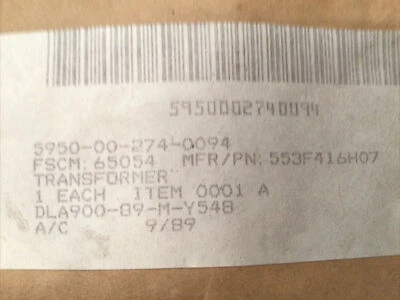 5950002740094
5950-00-274-0094
FSCM: 65054 MFR/PN: 553F416H07
TRANSFORMER
1 EACH ITEM 0001 A
DLA900-89-M-Y548
A/C 9/89